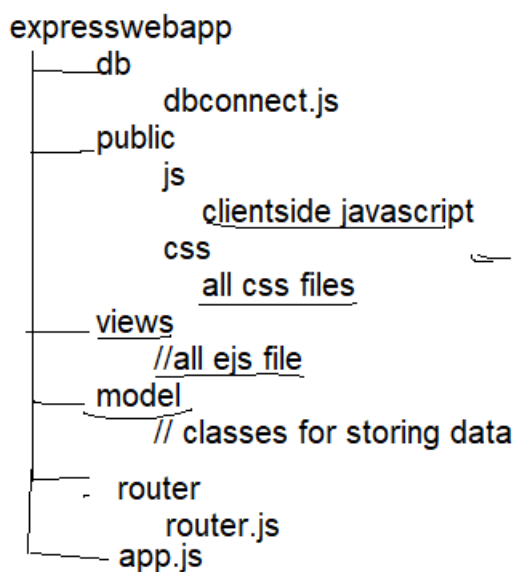 expresswebapp
db
dbconnect.js
public
js
clientside javascript
css
all css files
views
//all ejs file
model
// classes for storing data
router
router.js
app.js